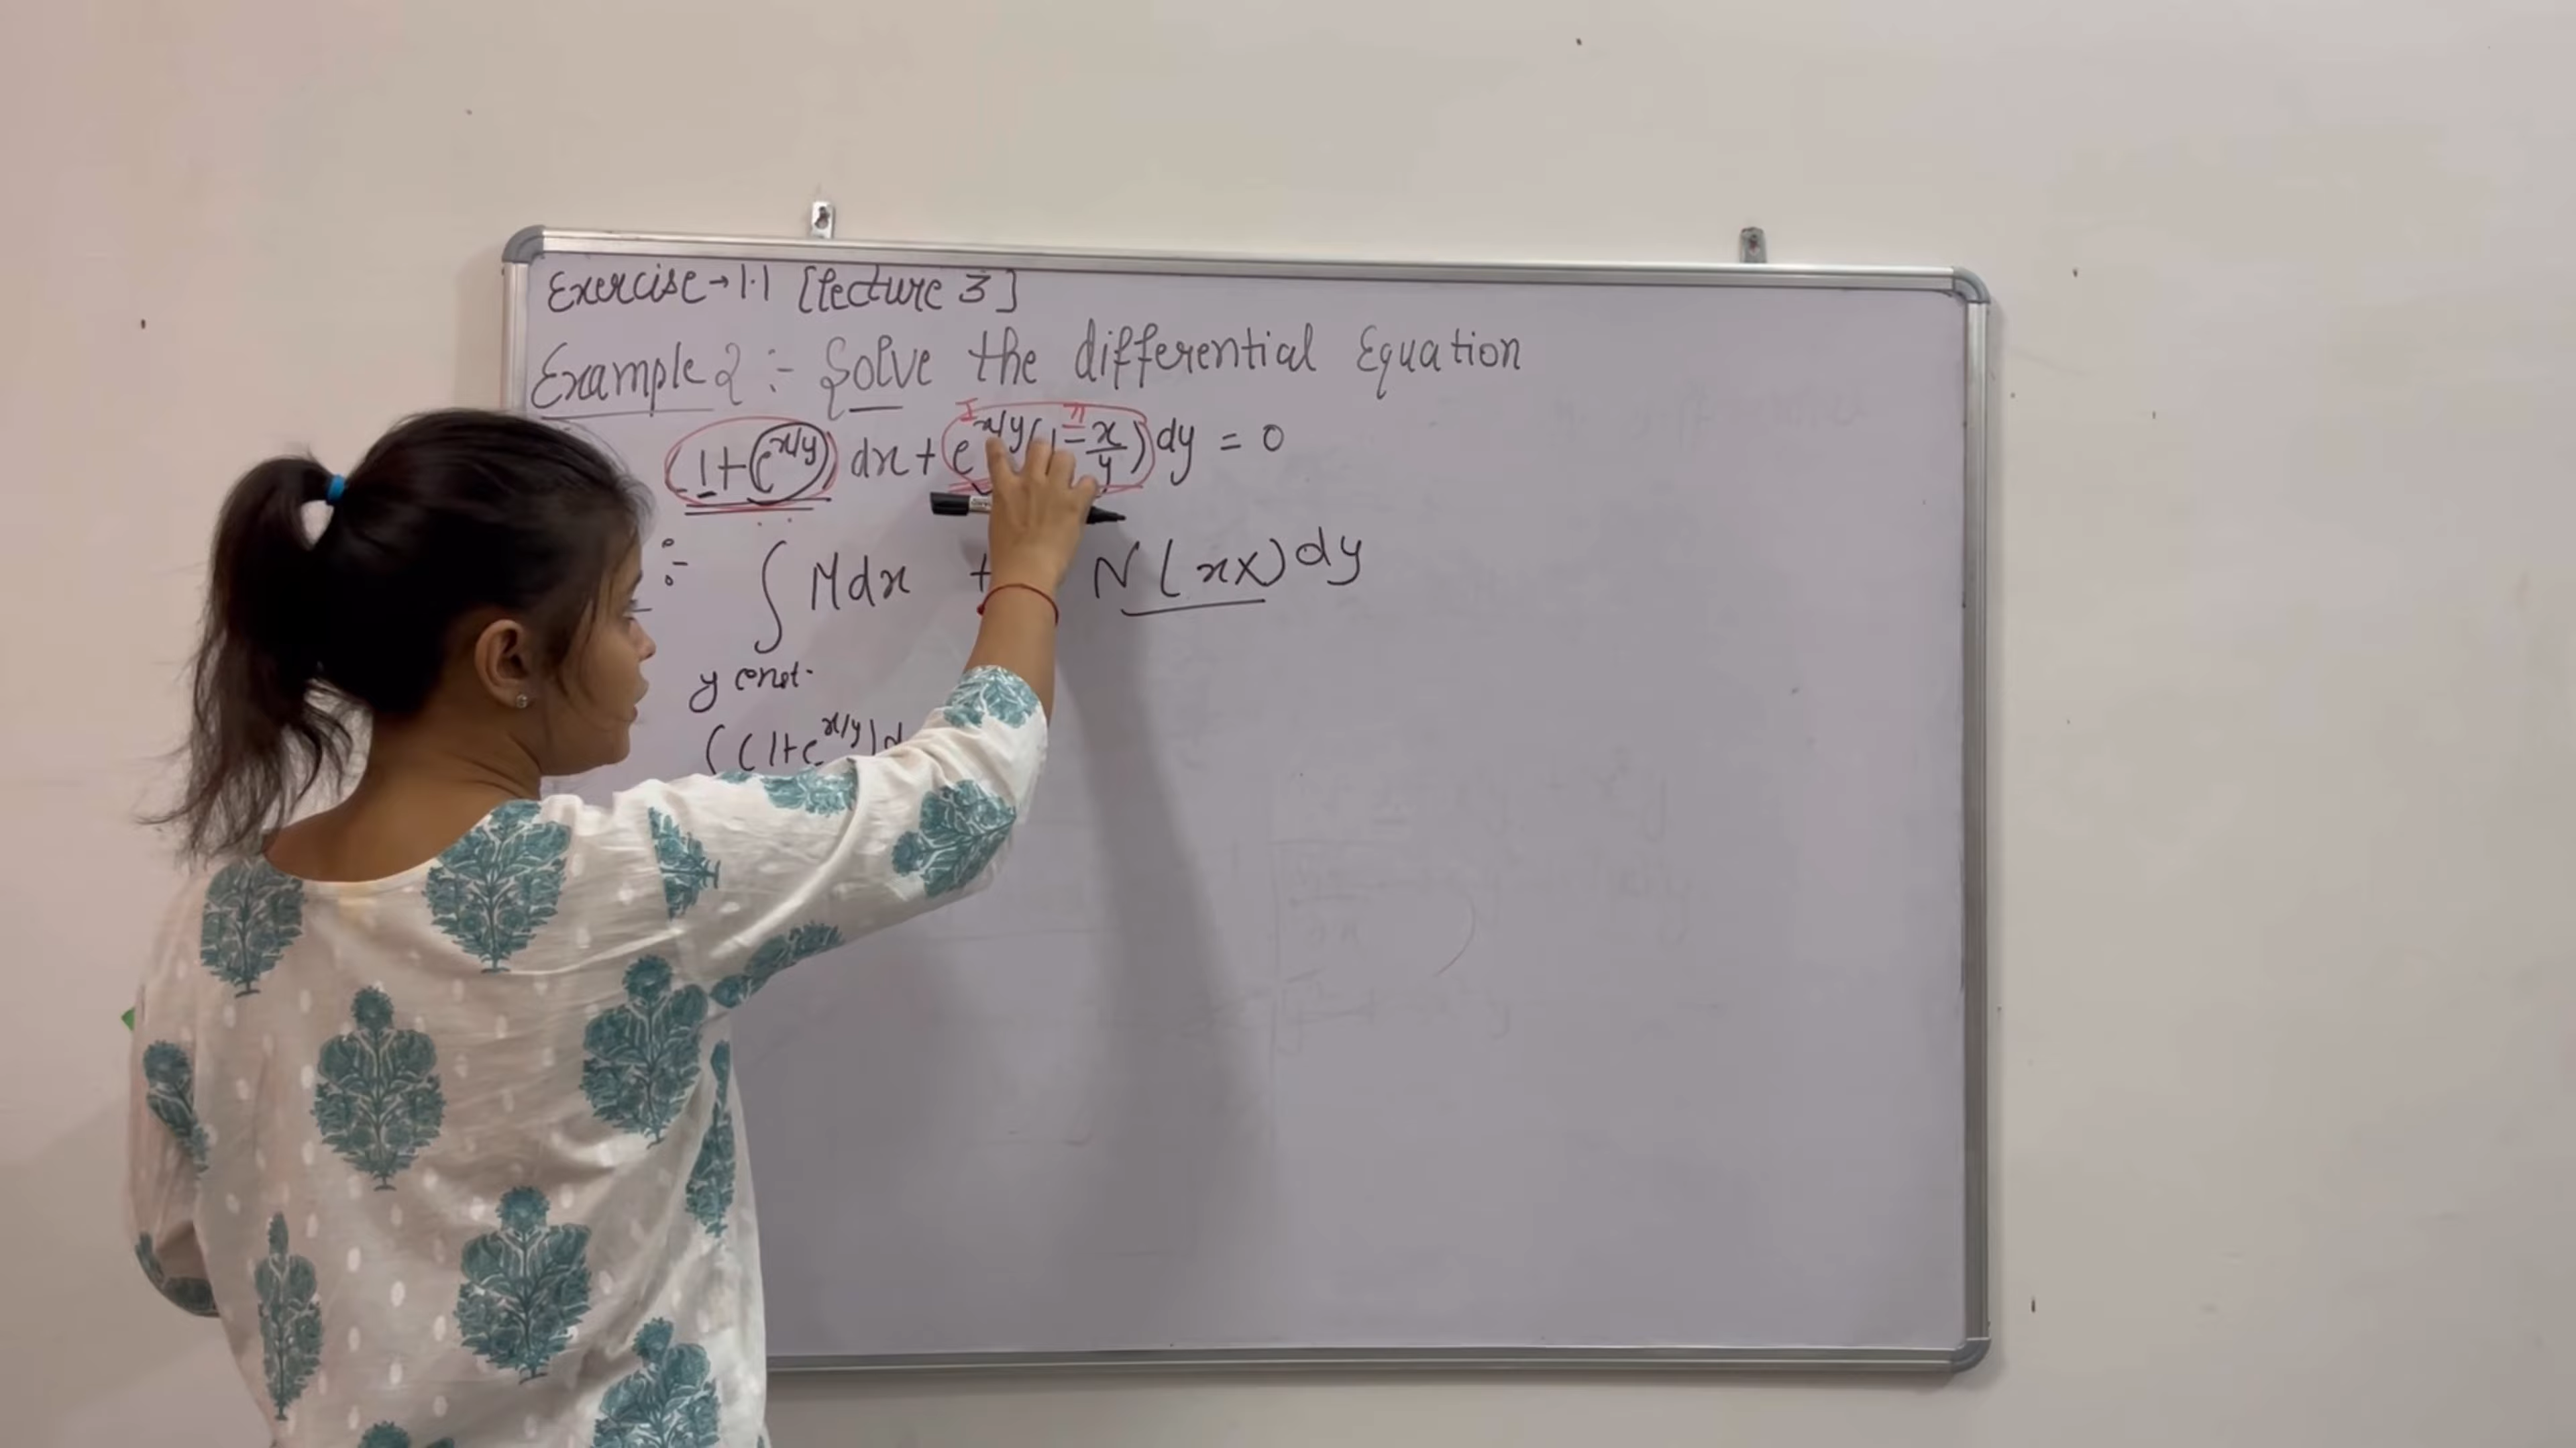 Exercise → 1.1 [lecture 3]
Example 2 :- Solve the differential Equation
(1+e^{x/y}) dx + e^{x/y} (1 - x/y) dy = 0
I II
:- ∫ M dx + N (x X) dy
y const.
∫ (1+e^{x/y}) d